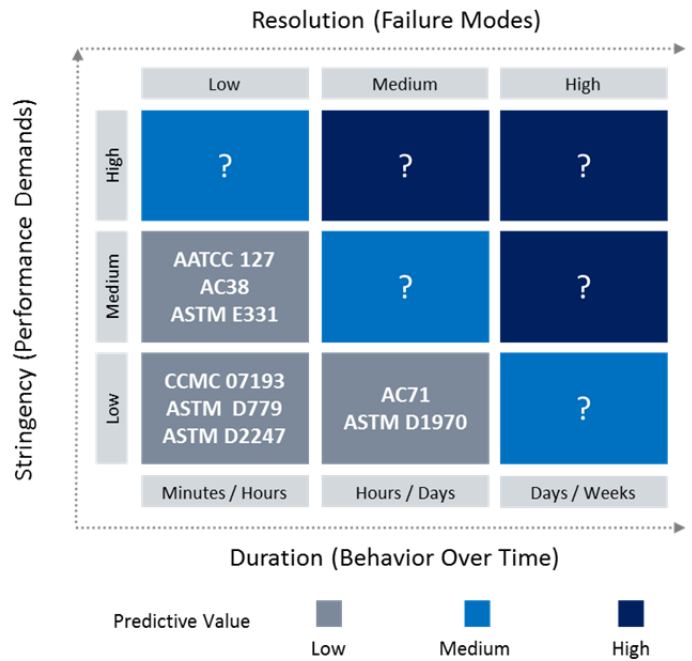 Resolution (Failure Modes)
Low
Medium
High
Stringency (Performance Demands)
High
?
?
?
Medium
AATCC 127
AC38
ASTM E331
?
?
Low
CCMC 07193
ASTM D779
ASTM D2247
AC71
ASTM D1970
?
Minutes / Hours
Hours / Days
Days / Weeks
Duration (Behavior Over Time)
Predictive Value
Low
Medium
High